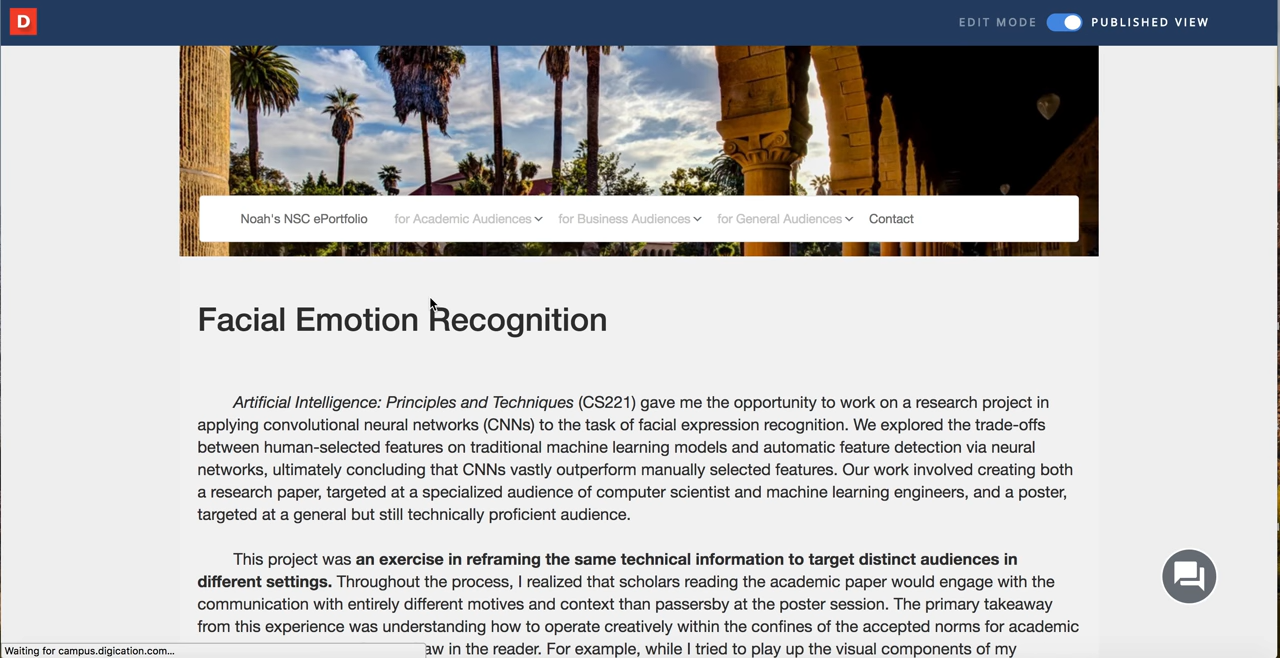 D
EDIT MODE PUBLISHED VIEW
Noah's NSC ePortfolio for Academic Audiences for Business Audiences for General Audiences Contact
Facial Emotion Recognition
Artificial Intelligence: Principles and Techniques (CS221) gave me the opportunity to work on a research project in
applying convolutional neural networks (CNNs) to the task of facial expression recognition. We explored the trade-offs
between human-selected features on traditional machine learning models and automatic feature detection via neural
networks, ultimately concluding that CNNs vastly outperform manually selected features. Our work involved creating both
a research paper, targeted at a specialized audience of computer scientist and machine learning engineers, and a poster,
targeted at a general but still technically proficient audience.
This project was an exercise in reframing the same technical information to target distinct audiences in
different settings. Throughout the process, I realized that scholars reading the academic paper would engage with the
communication with entirely different motives and context than passersby at the poster session. The primary takeaway
from this experience was understanding how to operate creatively within the confines of the accepted norms for academic
aw in the reader. For example, while I tried to play up the visual components of my
Waiting for campus.digication.com...